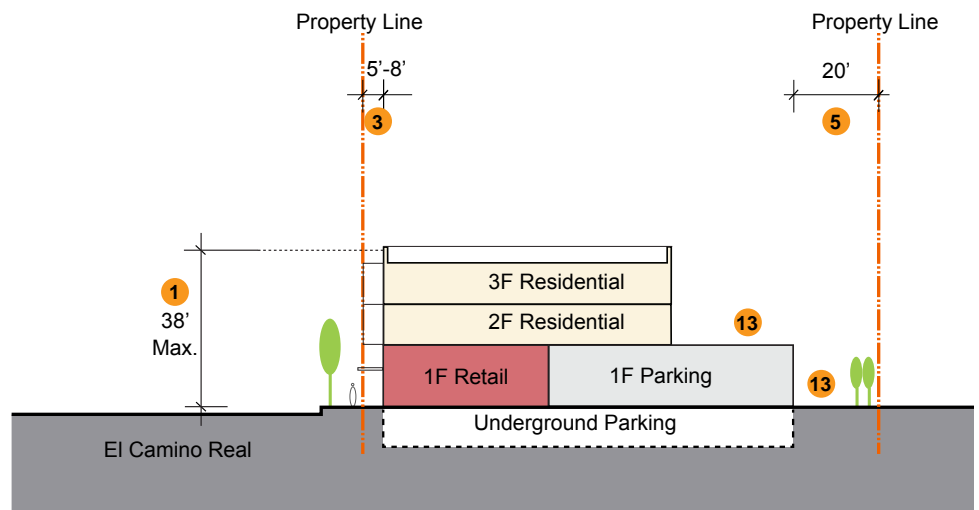 Property Line
Property Line
5’-8’
20’
3
5
1
38’
Max.
3F Residential
2F Residential
13
1F Retail
1F Parking
13
Underground Parking
El Camino Real